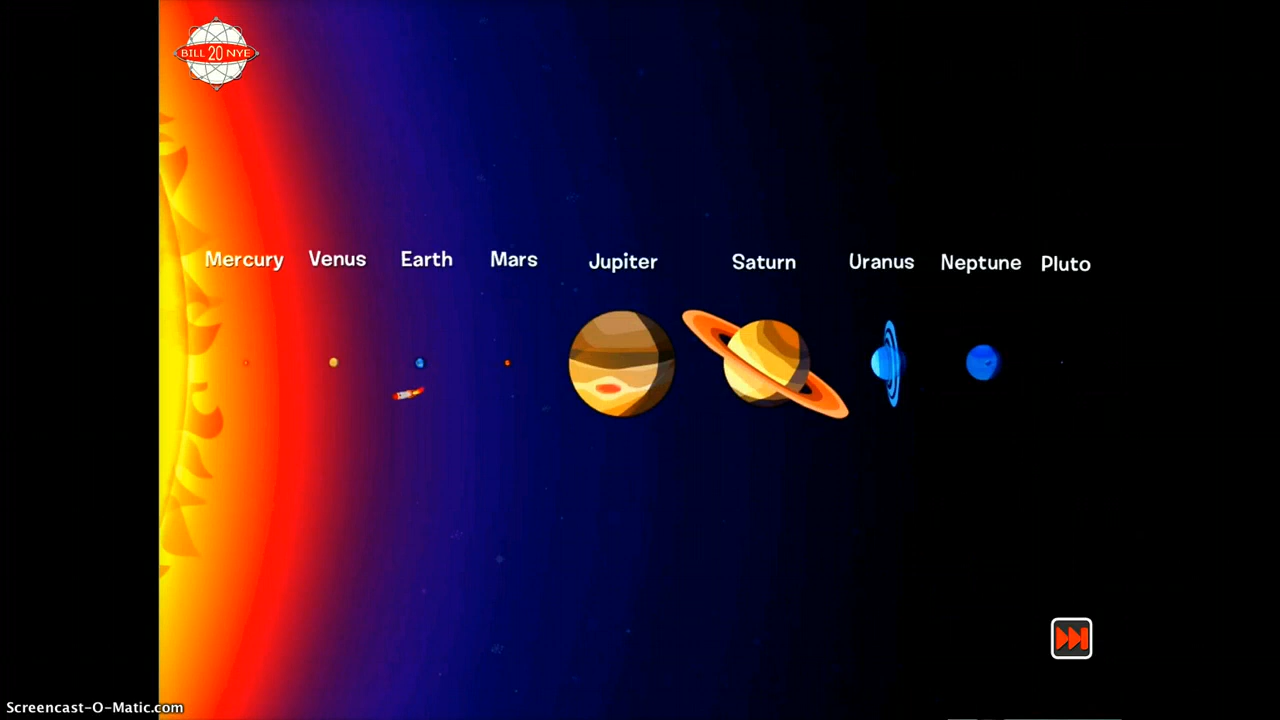 BILL 20 NYE
Mercury Venus Earth Mars Jupiter Saturn Uranus Neptune Pluto
Screencast-O-Matic.com